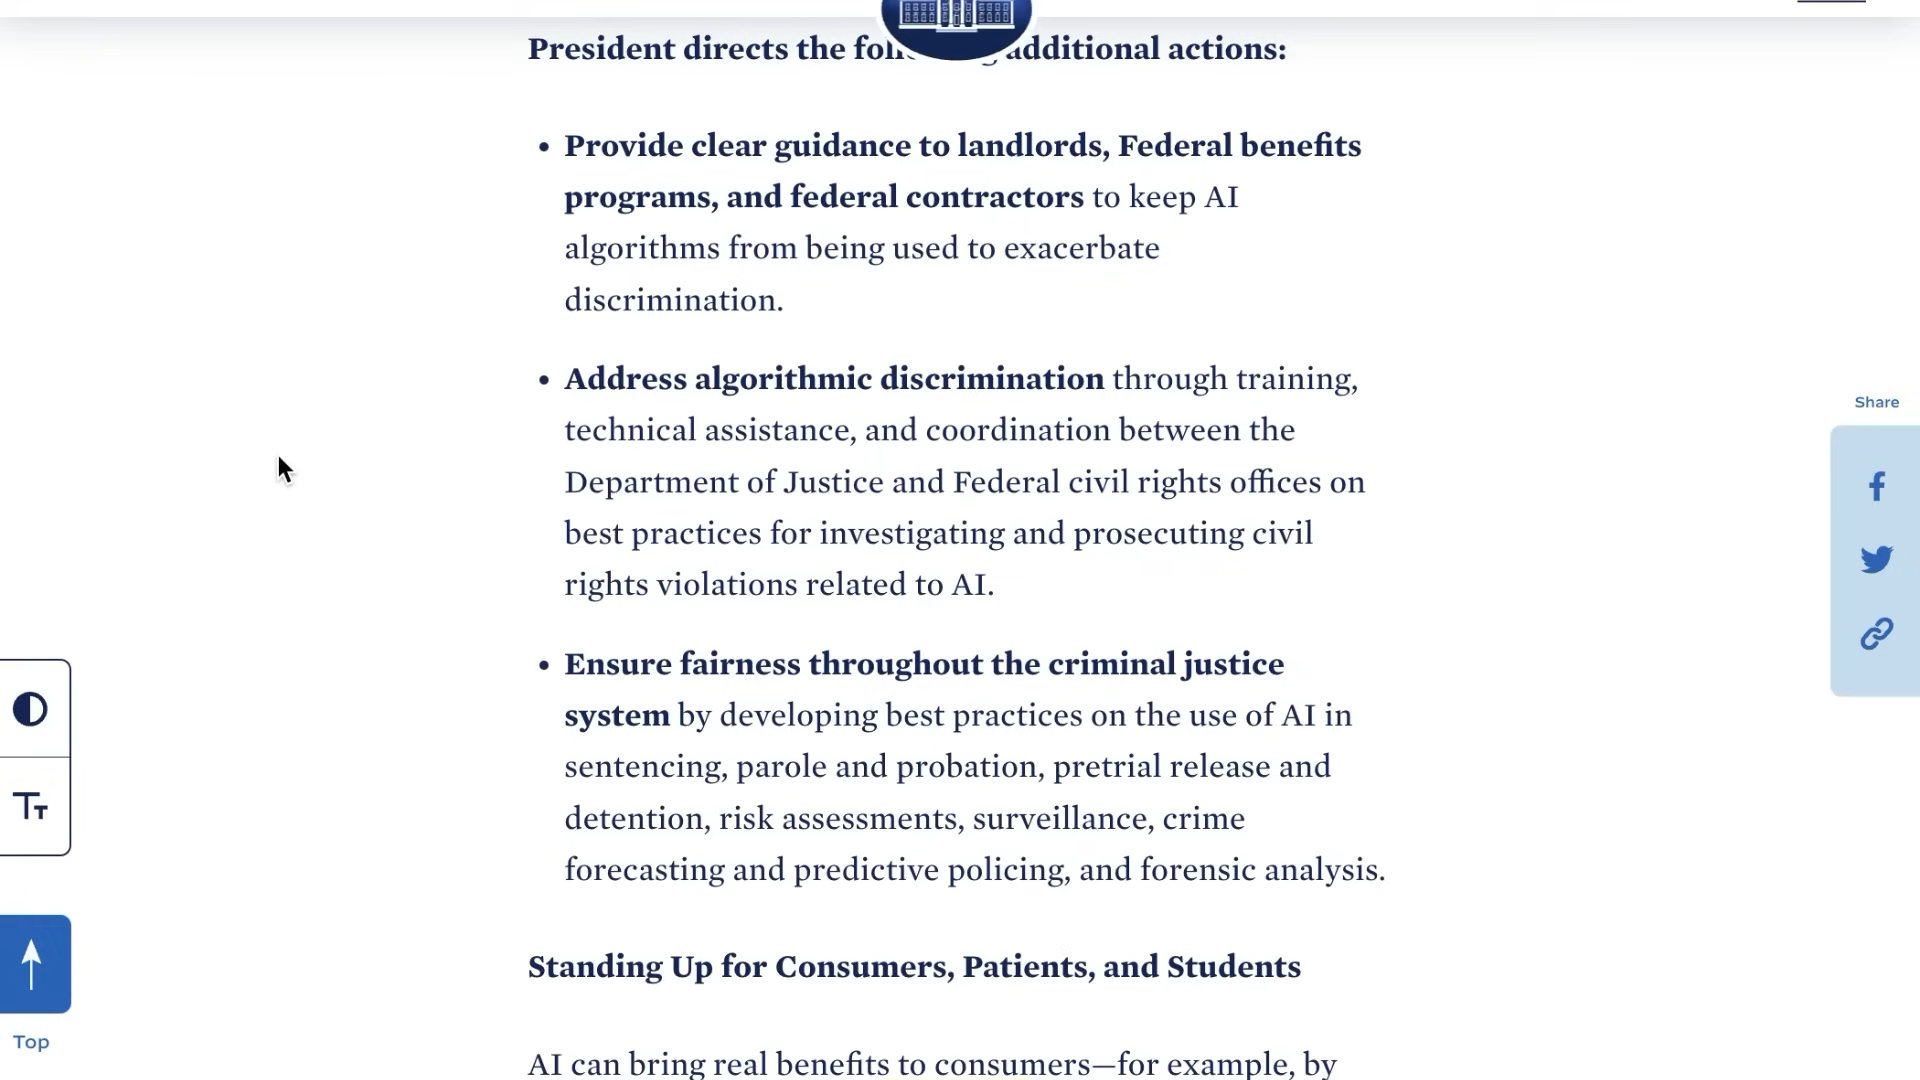 President directs the additional actions:
• Provide clear guidance to landlords, Federal benefits
programs, and federal contractors to keep AI
algorithms from being used to exacerbate
discrimination.
• Address algorithmic discrimination through training,
technical assistance, and coordination between the
Department of Justice and Federal civil rights offices on
best practices for investigating and prosecuting civil
rights violations related to AI.
• Ensure fairness throughout the criminal justice
system by developing best practices on the use of AI in
sentencing, parole and probation, pretrial release and
detention, risk assessments, surveillance, crime
forecasting and predictive policing, and forensic analysis.
Standing Up for Consumers, Patients, and Students
AI can bring real benefits to consumers—for example, by
Share
Tт
Top